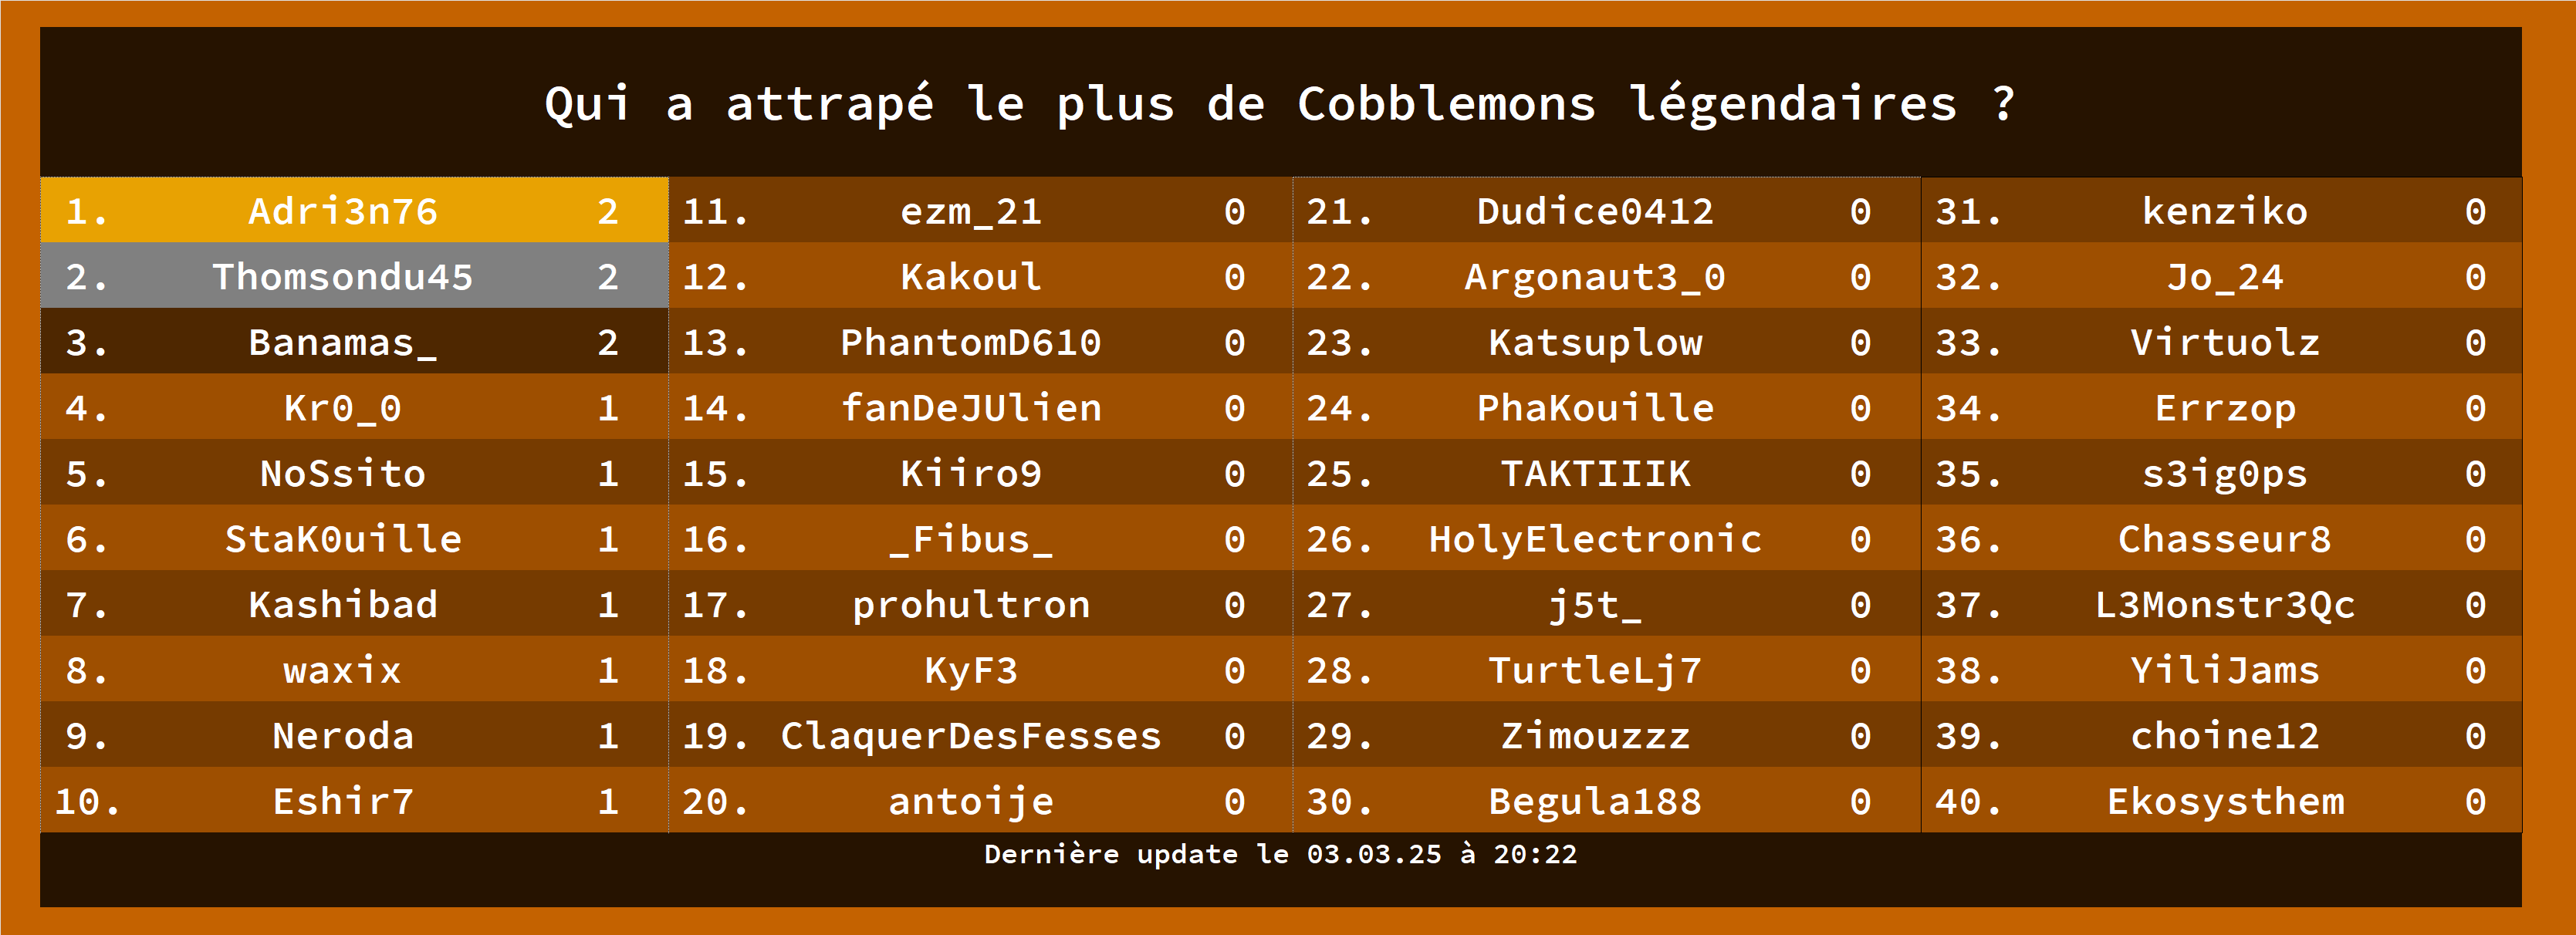 Qui a attrapé le plus de Cobblemons légendaires ?
1. Adri3n76 2
2. Thomsondu45 2
3. Banamas_ 2
4. Kr0_0 1
5. NoSsito 1
6. StaK0uille 1
7. Kashibad 1
8. waxix 1
9. Neroda 1
10. Eshir7 1
11. ezm_21 0
12. Kakoul 0
13. PhantomD610 0
14. fanDeJUlien 0
15. Kiiro9 0
16. _Fibus_ 0
17. prohultron 0
18. KyF3 0
19. ClaquerDesFesses 0
20. antoije 0
21. Dudice0412 0
22. Argonaut3_0 0
23. Katsuplow 0
24. PhaKouille 0
25. TAKTIIIK 0
26. HolyElectronic 0
27. j5t_ 0
28. TurtleLj7 0
29. Zimouzzz 0
30. Begula188 0
31. kenziko 0
32. Jo_24 0
33. Virtuolz 0
34. Errzop 0
35. s3ig0ps 0
36. Chasseur8 0
37. L3Monstr3Qc 0
38. YiliJams 0
39. choine12 0
40. Ekosysthem 0
Dernière update le 03.03.25 à 20:22